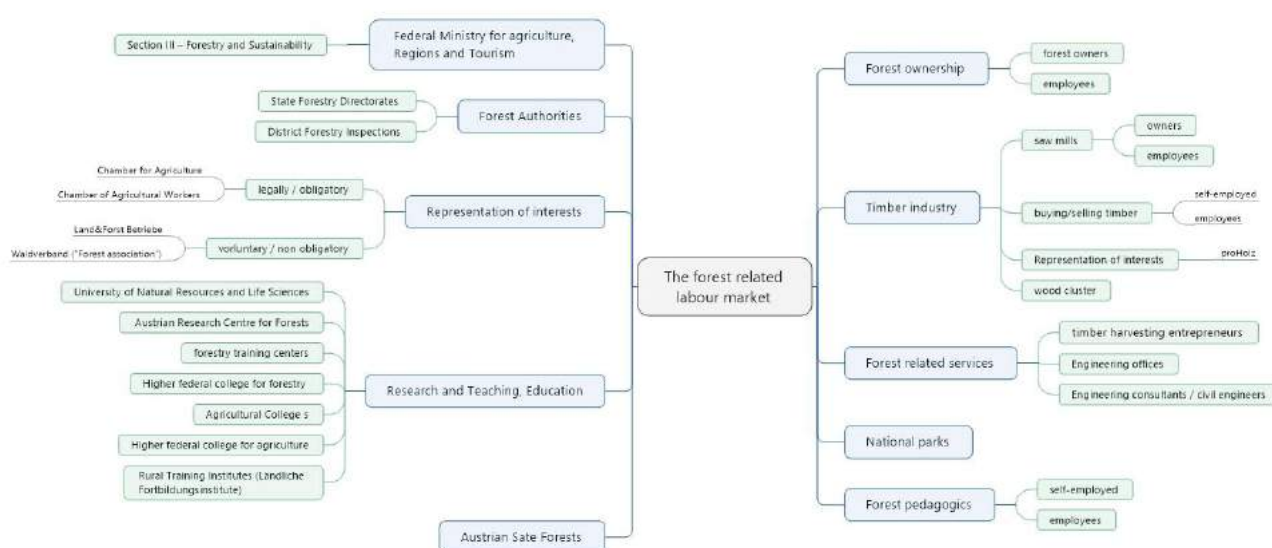 Federal Ministry for agriculture,
Regions and Tourism
Section III – Forestry and Sustainability
Forest Authorities
State Forestry Directorates
District Forestry Inspections
Representation of interests
legally / obligatory
Chamber for Agriculture
Chamber of Agricultural Workers
voluntary / non obligatory
Land&Forst Betriebe
Waldverband ("Forest association")
Research and Teaching, Education
University of Natural Resources and Life Sciences
Austrian Research Centre for Forests
forestry training centers
Higher federal college for forestry
Agricultural College s
Higher federal college for agriculture
Rural Training Institutes (Ländliche
Fortbildungsinstitute)
Austrian Sate Forests
The forest related
labour market
Forest ownership
forest owners
employees
Timber industry
saw mills
owners
employees
buying/selling timber
self-employed
employees
Representation of interests
proHolz
wood cluster
Forest related services
timber harvesting entrepreneurs
Engineering offices
Engineering consultants / civil engineers
National parks
Forest pedagogics
self-employed
employees